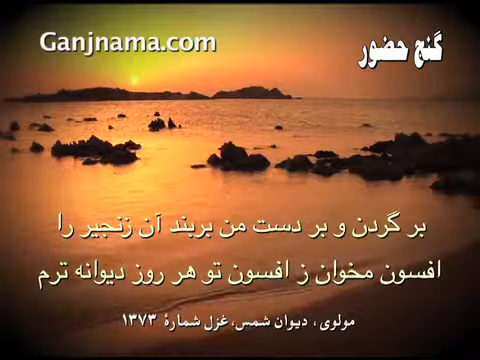 Ganjnama.com
گنج حضور
بر گردن و بر دست من بربند آن زنجیر را
افسون مخوان ز افسون تو هر روز دیوانه ترم
مولوی، دیوان شمس، غزل شمارهٔ ۱۳۷۳